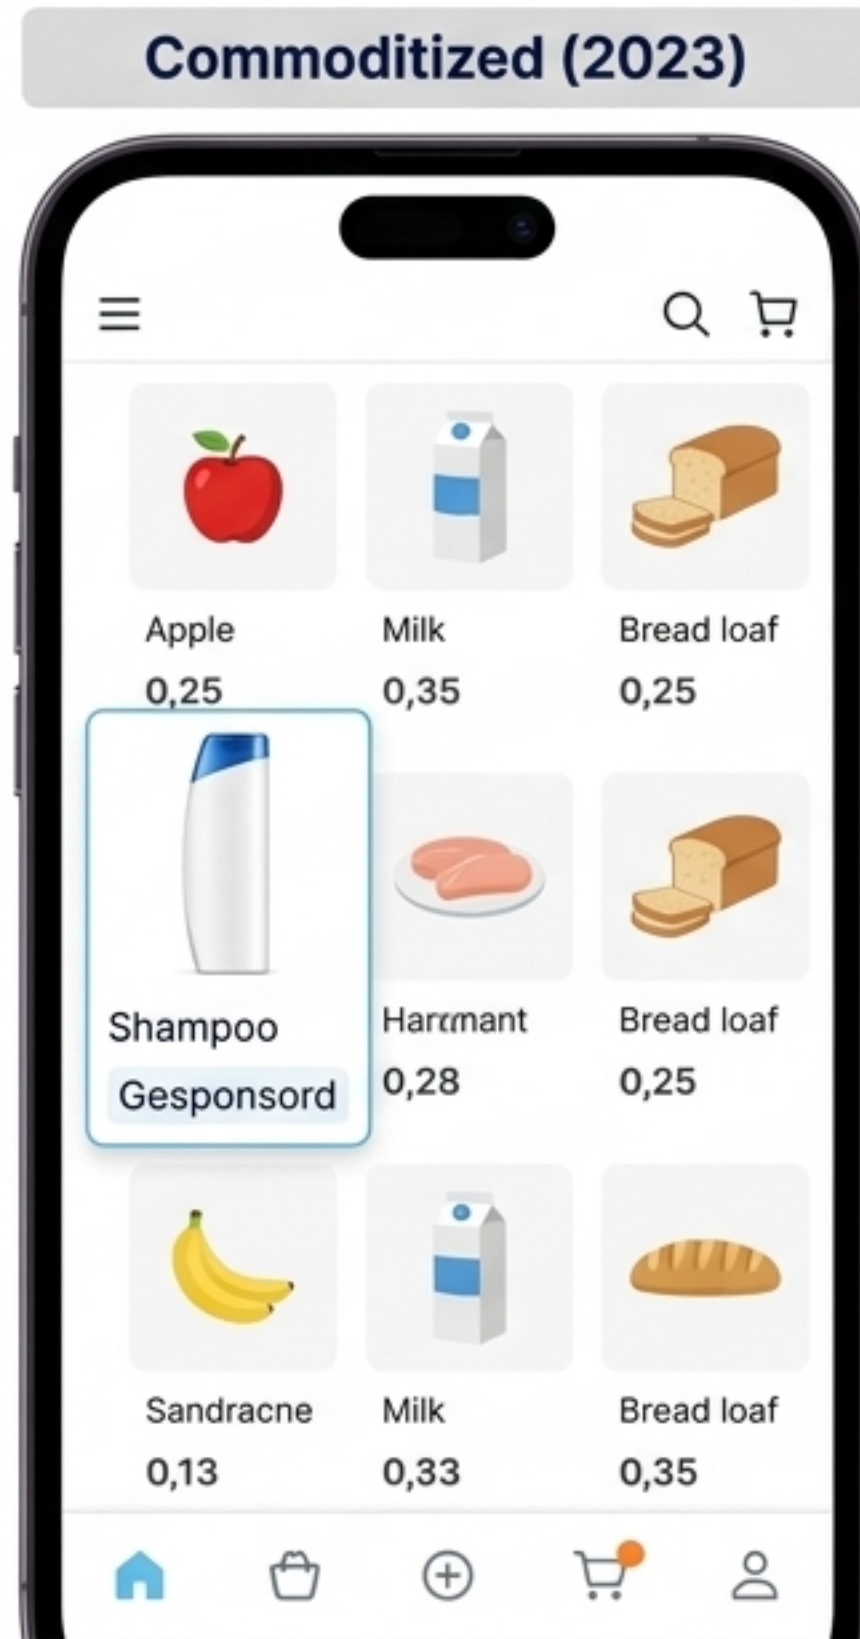 Commoditized (2023)
Apple
Milk
Bread loaf
0,25
0,35
0,25
Shampoo
Gesponsord
0,28
Bread loaf
0,25
Sandracne
Milk
Bread loaf
0,13
0,33
0,35